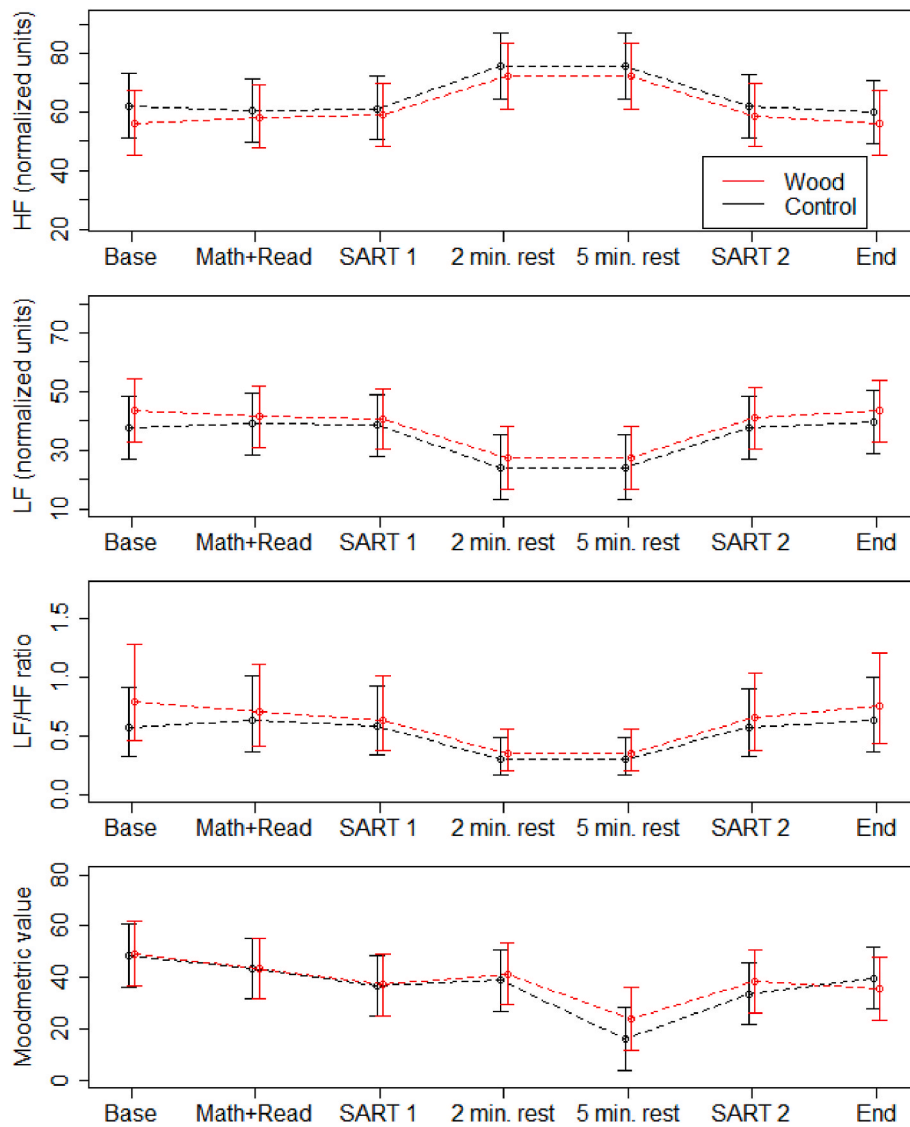 HF (normalized units)
80
60
40
20
Wood
Control
Base Math+Read SART 1 2 min. rest 5 min. rest SART 2 End
LF (normalized units)
70
50
30
10
Base Math+Read SART 1 2 min. rest 5 min. rest SART 2 End
LF/HF ratio
1.5
1.0
0.5
0.0
Base Math+Read SART 1 2 min. rest 5 min. rest SART 2 End
Moodmetric value
80
60
40
20
0
Base Math+Read SART 1 2 min. rest 5 min. rest SART 2 End